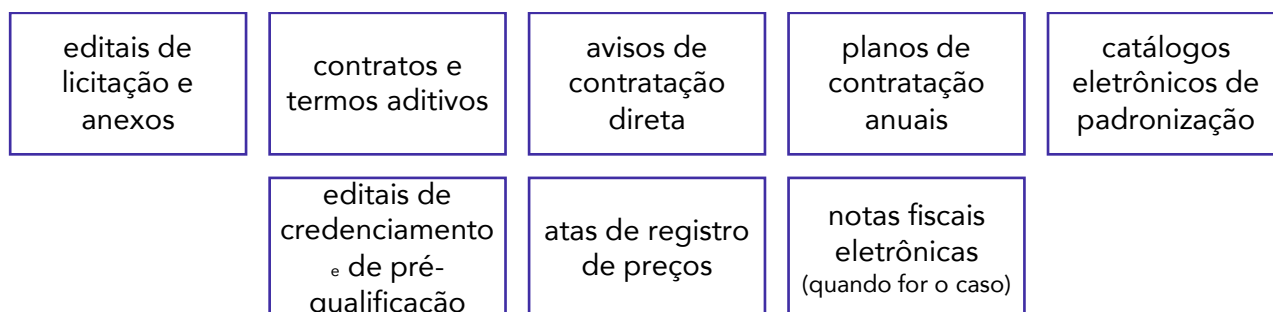 editais de
licitação e
anexos
contratos e
termos aditivos
avisos de
contratação
direta
planos de
contratação
anuais
catálogos
eletrônicos de
padronização
editais de
credenciamento
e de pré-
qualificação
atas de registro
de preços
notas fiscais
eletrônicas
(quando for o caso)